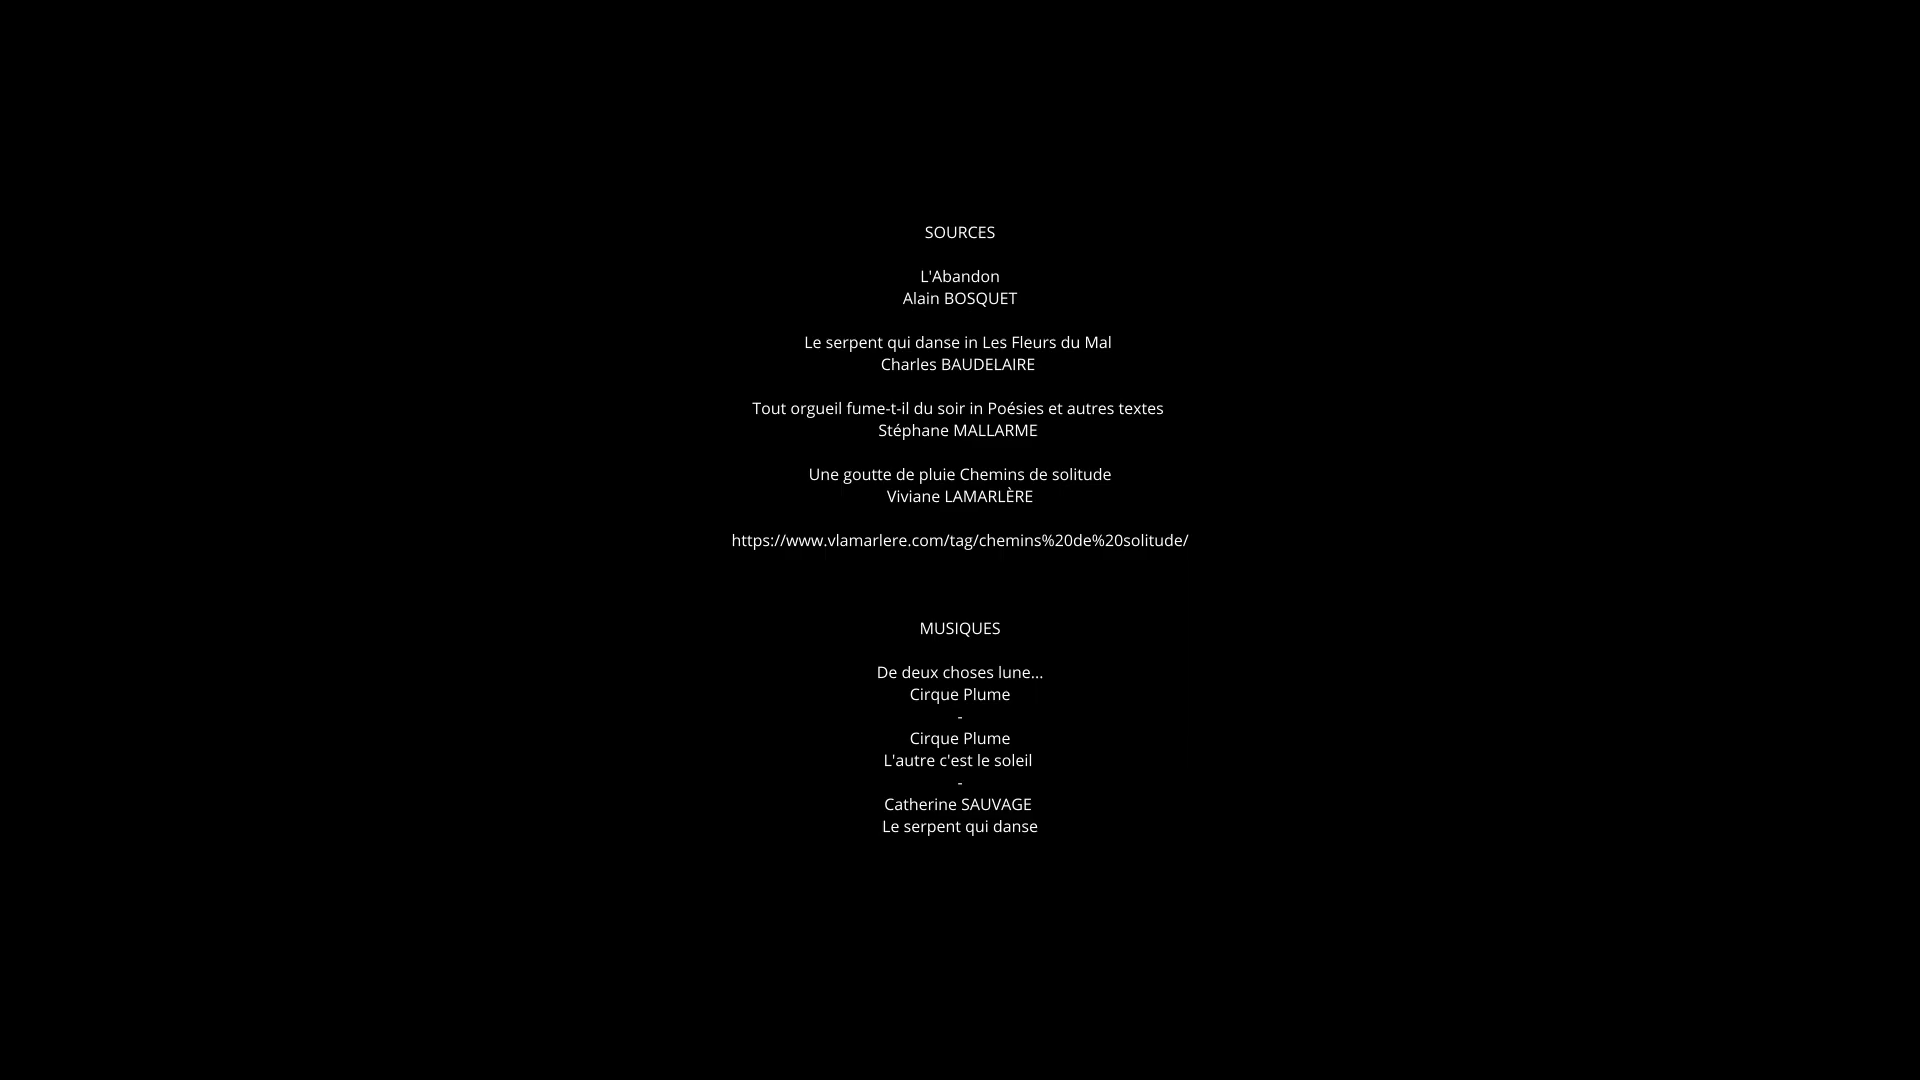 SOURCES
L'Abandon
Alain BOSQUET
Le serpent qui danse in Les Fleurs du Mal
Charles BAUDELAIRE
Tout orgueil fume-t-il du soir in Poésies et autres textes
Stéphane MALLARME
Une goutte de pluie Chemins de solitude
Viviane LAMARLÈRE
https://www.vlamarlere.com/tag/chemins%20de%20solitude/
MUSIQUES
De deux choses lune...
Cirque Plume
-
Cirque Plume
L'autre c'est le soleil
-
Catherine SAUVAGE
Le serpent qui danse